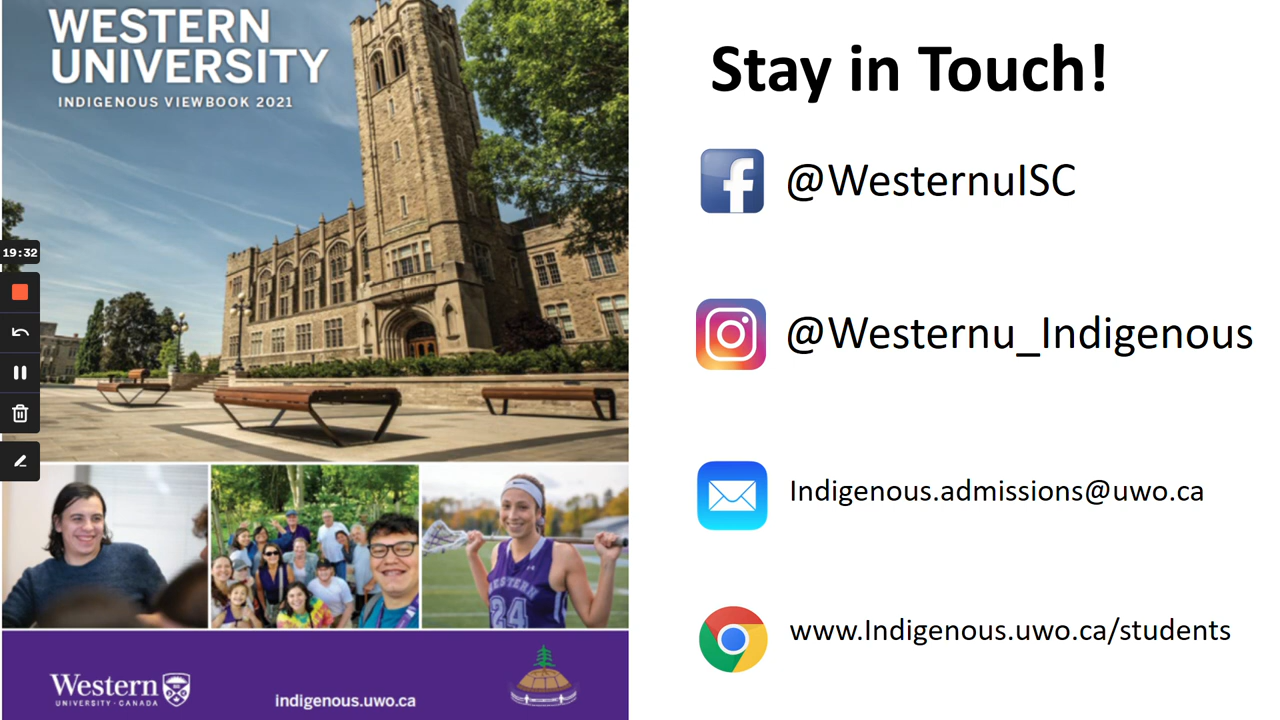 WESTERN
UNIVERSITY
INDIGENOUS VIEWBOOK 2021
19:32
WESTERN
24
Western
UNIVERSITY · CANADA
indigenous.uwo.ca
Stay in Touch!
@WesternuISC
@Westernu_Indigenous
Indigenous.admissions@uwo.ca
www.Indigenous.uwo.ca/students